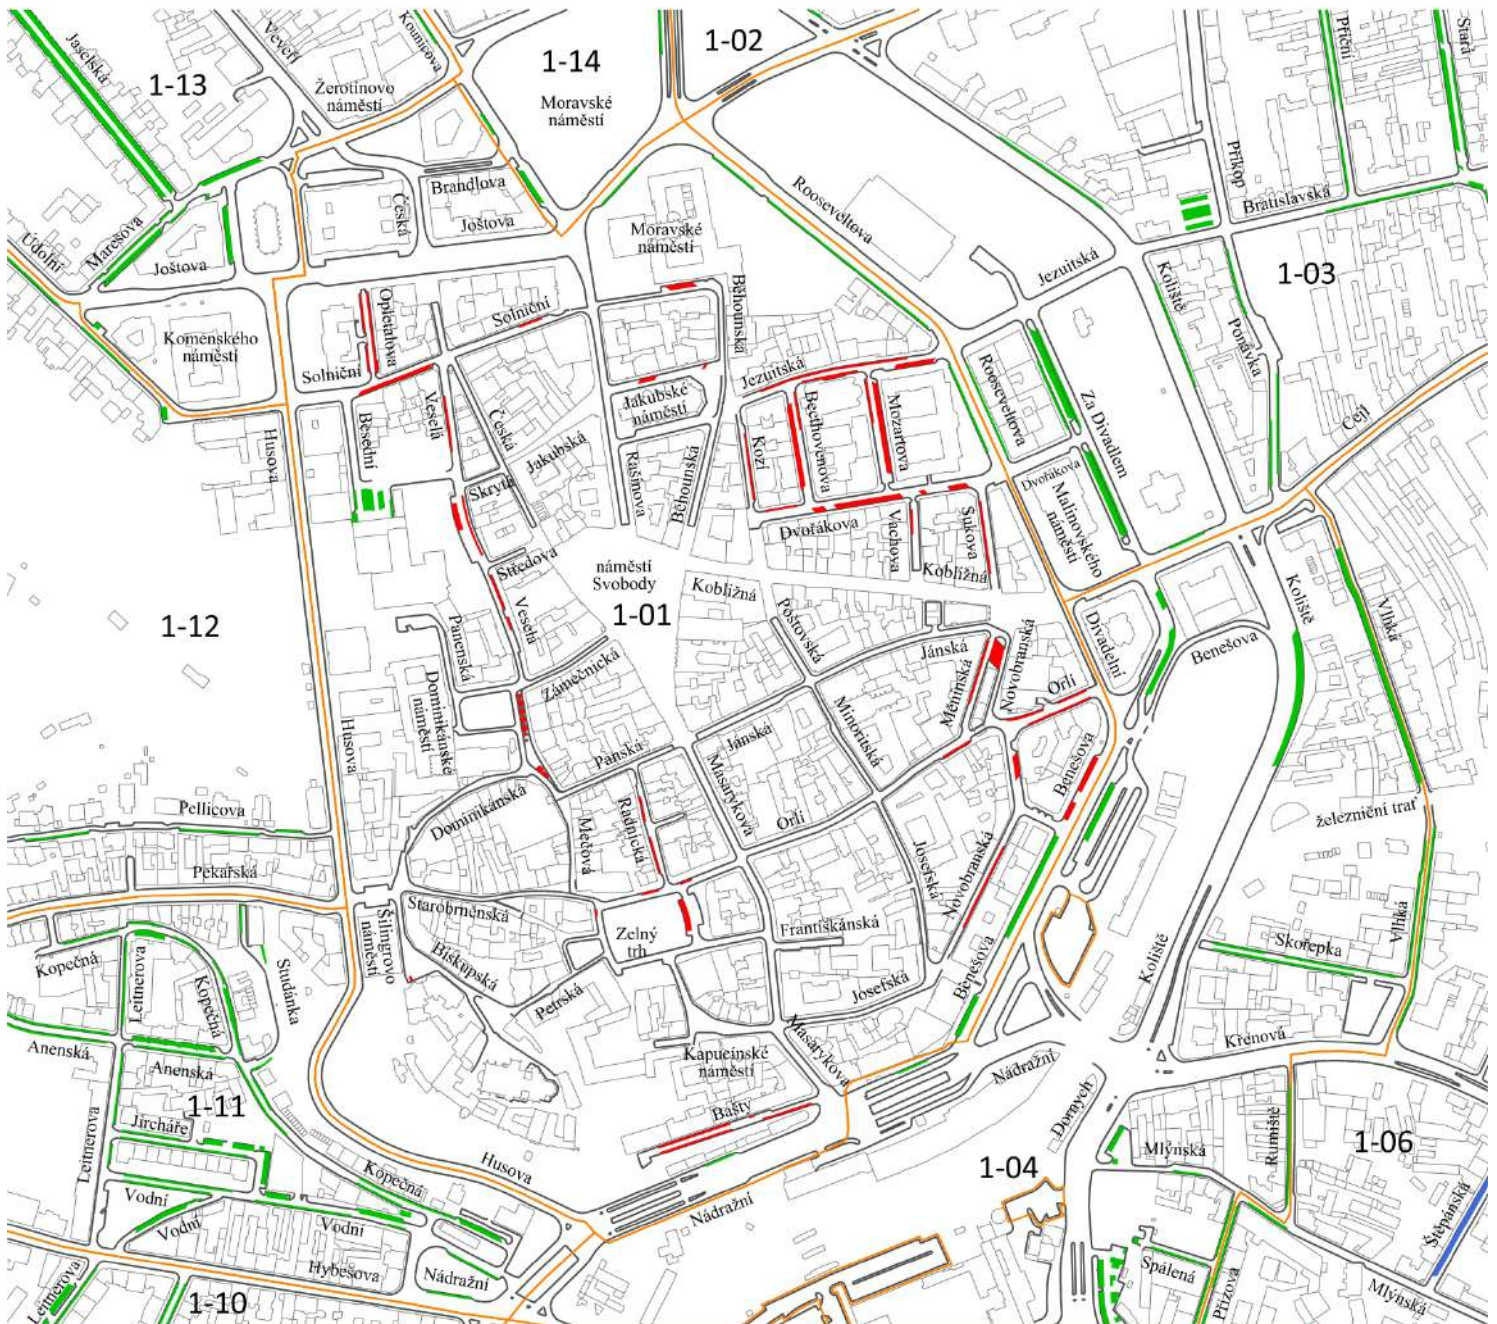 Jaselská
1-13
Veveří
Žerotínovo
náměstí
Kounicova
1-14
Moravské
náměstí
1-02
Příční
Stará
Příkop
Bratislavská
Brandlova
Joštova
Česká
Moravské
náměstí
Rooseveltova
Jezuitská
Koliště
1-03
Ponávka
Cejl
Údolní
Marešova
Joštova
Komenského
náměstí
Opletalova
Solniční
Solniční
Běhounská
Jezuitská
Jakubské
náměstí
Rooseveltova
Za Divadlem
Husova
Besední
Veselá
Česká
Jakubská
Rašínova
Běhounská
Kozí
Beethovenova
Mozartova
Dvořákova
Malinovského
náměstí
Skrytá
Dvořákova
Vachova
Sukova
Kobližná
Středova
náměstí
Svobody
Kobližná
1-01
1-12
Veselá
Panenská
Poštovská
Jánská
Novobranská
Divadelní
Benešova
Koliště
Vlhká
Zámečnická
Dominikánské
náměstí
Měnínská
Orlí
Minoritská
Husova
Panská
Jánská
Masarykova
Benešova
Pellicova
Dominikánská
Mečová
Radnická
Orlí
železniční trať
Pekařská
Josefská
Novobranská
Starobrněnská
Šilingrovo
náměstí
Zelný
trh
Františkánská
Vlhká
Skořepka
Kopečná
Leitnerova
Kopečná
Studánka
Biskupská
Petrská
Josefská
Benešova
Koliště
Anenská
Anenská
Kapucínské
náměstí
Masarykova
Nádražní
Křenová
1-11
Jircháře
Bašty
Dornych
Leitnerova
Mlýnská
Rumiště
1-06
Husova
Kopečná
1-04
Vodní
Vodní
Vodní
Nádražní
Štěpánská
Leitnerova
Hybešova
Nádražní
Spálená
Přízova
Mlýnská
1-10